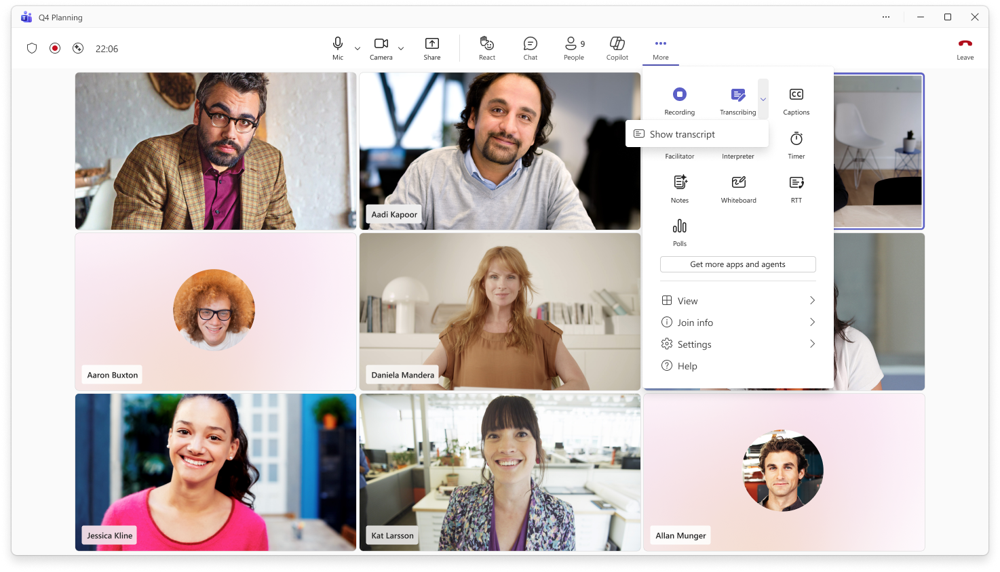 Q4 Planning
22:06
Mic
Camera
Share
React
Chat
People
9
Copilot
More
Leave
Recording
Transcribing
CC
Captions
Show transcript
Facilitator
Interpreter
Timer
Notes
Whiteboard
RTT
Polls
Get more apps and agents
View
Join info
Settings
Help
Aadi Kapoor
Aaron Buxton
Daniela Mandera
Jessica Kline
Kat Larsson
Allan Munger